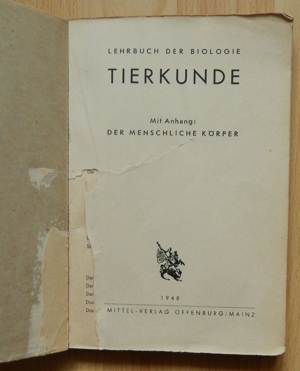 LEHRBUCH DER BIOLOGIE
TIERKUNDE
Mit Anhang:
DER MENSCHLICHE KÖRPER
1948
MITTEL-VERLAG OFFENBURG/MAINZ